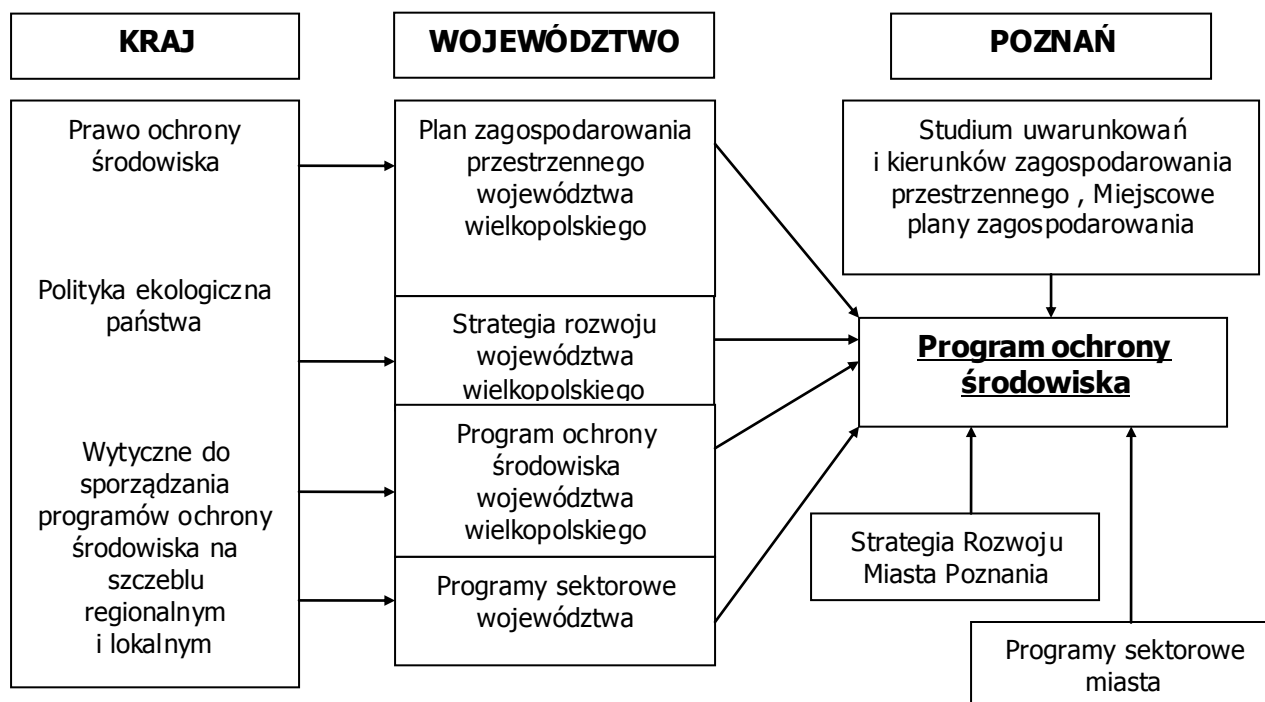 KRAJ
WOJEWÓDZTWO
POZNAŃ
Prawo ochrony
środowiska
Polityka ekologiczna
państwa
Wytyczne do
sporządzania
programów ochrony
środowiska na
szczeblu
regionalnym
i lokalnym
Plan zagospodarowania
przestrzennego
województwa
wielkopolskiego
Strategia rozwoju
województwa
wielkopolskiego
Program ochrony
środowiska
województwa
wielkopolskiego
Programy sektorowe
województwa
Studium uwarunkowań
i kierunków zagospodarowania
przestrzennego , Miejscowe
plany zagospodarowania
Program ochrony
środowiska
Strategia Rozwoju
Miasta Poznania
Programy sektorowe
miasta